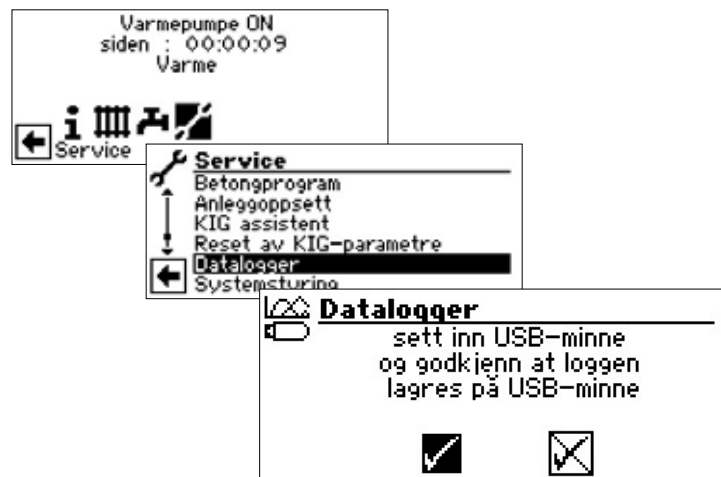 Varmepumpe ON
siden : 00:00:09
Varme
Service
Service
Betongprogram
Anleggoppsett
KIG assistent
Reset av KIG-parametre
Datalogger
Systemsturing
Datalogger
sett inn USB-minne
og godkjenn at loggen
lagres på USB-minne